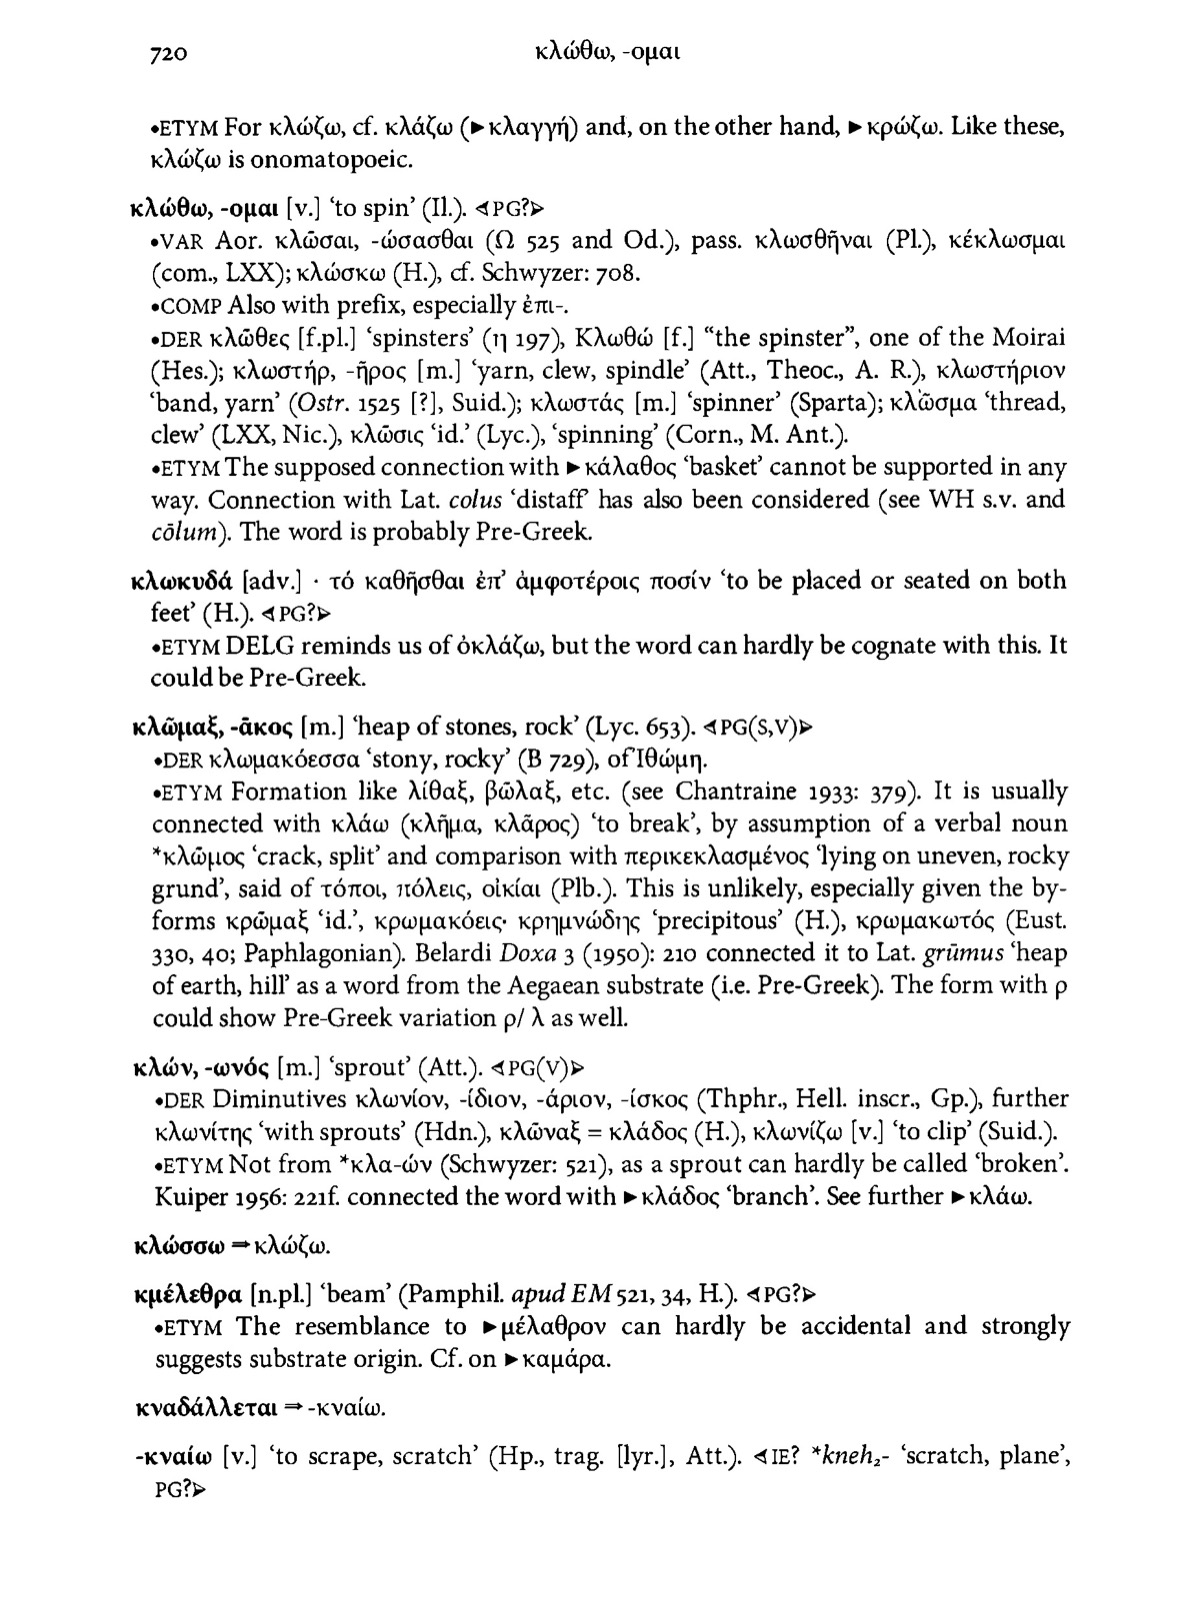 720
κλώθω, -ομαι
•ETYM For κλώζω, cf. κλάζω (►κλαγγή) and, on the other hand, ►κρώζω. Like these,
κλώζω is onomatopoeic.
κλώθω, -ομαι [v.] ‘to spin’ (Il.). ⊲PG?⊳
•VAR Aor. κλῶσαι, -ώσασθαι (Ω 525 and Od.), pass. κλωσθῆναι (Pl.), κέκλωσμαι
(com., LXX); κλώσκω (H.), cf. Schwyzer: 708.
•COMP Also with prefix, especially ἐπι-.
•DER κλῶθες [f.pl.] ‘spinsters’ (η 197), Κλωθώ [f.] “the spinster”, one of the Moirai
(Hes.); κλωστήρ, -ῆρος [m.] ‘yarn, clew, spindle’ (Att., Theoc., A. R.), κλωστήριον
‘band, yarn’ (Ostr. 1525 [?], Suid.); κλωστάς [m.] ‘spinner’ (Sparta); κλῶσμα ‘thread,
clew’ (LXX, Nic.), κλῶσις ‘id.’ (Lyc.), ‘spinning’ (Corn., M. Ant.).
•ETYM The supposed connection with ►κάλαθος ‘basket’ cannot be supported in any
way. Connection with Lat. colus ‘distaff’ has also been considered (see WH s.v. and
cōlum). The word is probably Pre-Greek.
κλωκυδά [adv.] · τό καθῆσθαι ἐπ’ ἀμφοτέροις ποσίν ‘to be placed or seated on both
feet’ (H.). ⊲PG?⊳
•ETYM DELG reminds us of ὀκλάζω, but the word can hardly be cognate with this. It
could be Pre-Greek.
κλῶμαξ, -ᾱκος [m.] ‘heap of stones, rock’ (Lyc. 653). ⊲PG(S,V)⊳
•DER κλωμακόεσσα ‘stony, rocky’ (B 729), of Ἰθώμη.
•ETYM Formation like λίθαξ, βῶλαξ, etc. (see Chantraine 1933: 379). It is usually
connected with κλάω (κλῆμα, κλᾶρος) ‘to break’, by assumption of a verbal noun
*κλῶμος ‘crack, split’ and comparison with περικεκλασμένος ‘lying on uneven, rocky
grund’, said of τόποι, πόλεις, οἰκίαι (Plb.). This is unlikely, especially given the by-
forms κρῶμαξ ‘id.’, κρωμακόεις· κρημνώδης ‘precipitous’ (H.), κρωμακωτός (Eust.
330, 40; Paphlagonian). Belardi Doxa 3 (1950): 210 connected it to Lat. grūmus ‘heap
of earth, hill’ as a word from the Aegaean substrate (i.e. Pre-Greek). The form with ρ
could show Pre-Greek variation ρ/ λ as well.
κλών, -ωνός [m.] ‘sprout’ (Att.). ⊲PG(V)⊳
•DER Diminutives κλωνίον, -ίδιον, -άριον, -ίσκος (Thphr., Hell. inscr., Gp.), further
κλωνίτης ‘with sprouts’ (Hdn.), κλῶναξ = κλάδος (H.), κλωνίζω [v.] ‘to clip’ (Suid.).
•ETYM Not from *κλα-ών (Schwyzer: 521), as a sprout can hardly be called ‘broken’.
Kuiper 1956: 221f. connected the word with ►κλάδος ‘branch’. See further ►κλάω.
κλώσσω ⇒κλώζω.
κμέλεθρα [n.pl.] ‘beam’ (Pamphil. apud EM 521, 34, H.). ⊲PG?⊳
•ETYM The resemblance to ►μέλαθρον can hardly be accidental and strongly
suggests substrate origin. Cf. on ►καμάρα.
κναδάλλεται ⇒ -κναίω.
-κναίω [v.] ‘to scrape, scratch’ (Hp., trag. [lyr.], Att.). ⊲IE? *kneh₂- ‘scratch, plane’,
PG?⊳